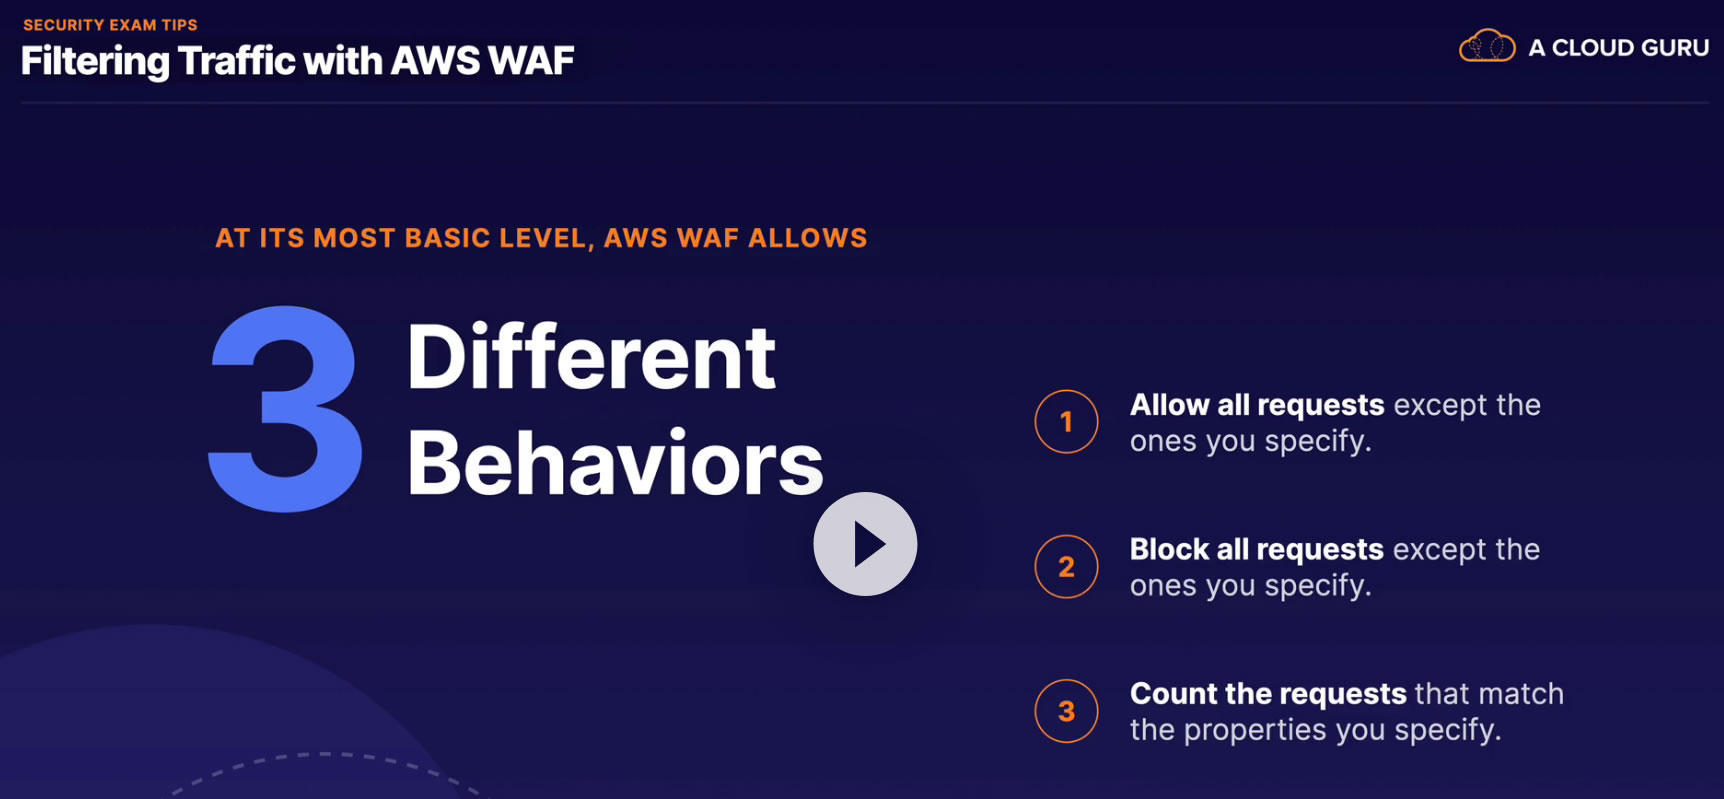 SECURITY EXAM TIPS
Filtering Traffic with AWS WAF
A CLOUD GURU
AT ITS MOST BASIC LEVEL, AWS WAF ALLOWS
3
Different
Behaviors
1
Allow all requests except the
ones you specify.
2
Block all requests except the
ones you specify.
3
Count the requests that match
the properties you specify.